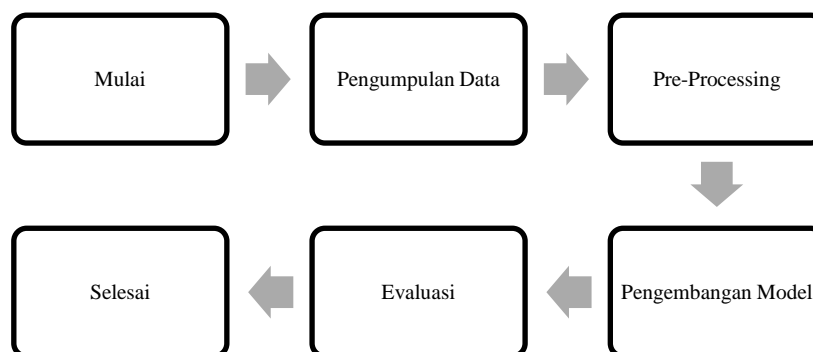 Mulai
Pengumpulan Data
Pre-Processing
Pengembangan Model
Evaluasi
Selesai